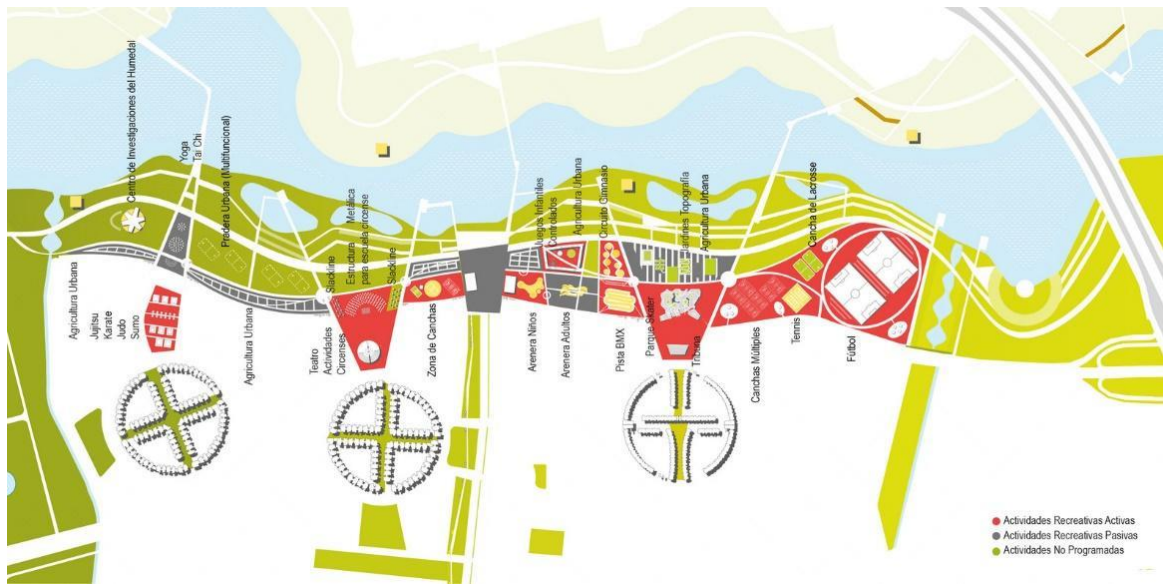 Centro de Investigaciones del Humedal
Yoga
Tai Chi
Pradera Urbana (Multifuncional)
Slackline
Estructura Metálica
para escuela circense
Slackline
Juegos Infantiles
Controlados
Agricultura Urbana
Circuito Gimnasio
Jardines Topografía
Agricultura Urbana
Cancha de Lacrosse
Agricultura Urbana
Jujitsu
Karate
Judo
Sumo
Agricultura Urbana
Teatro
Actividades
Circenses
Zona de Canchas
Arenera Niños
Arenera Adultos
Pista BMX
Parque Skater
Tribuna
Canchas Múltiples
Tennis
Fútbol
Actividades Recreativas Activas
Actividades Recreativas Pasivas
Actividades No Programadas